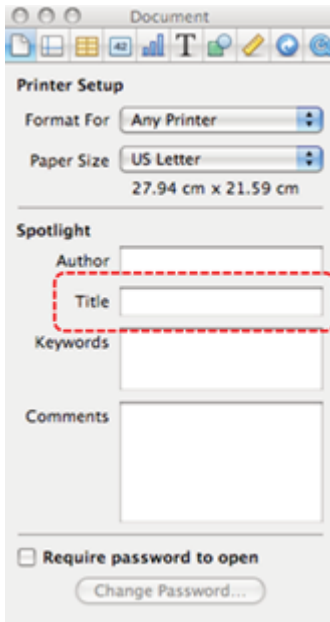 Document
42
T
Printer Setup
Format For Any Printer
Paper Size US Letter
27.94 cm x 21.59 cm
Spotlight
Author
Title
Keywords
Comments
Require password to open
Change Password...